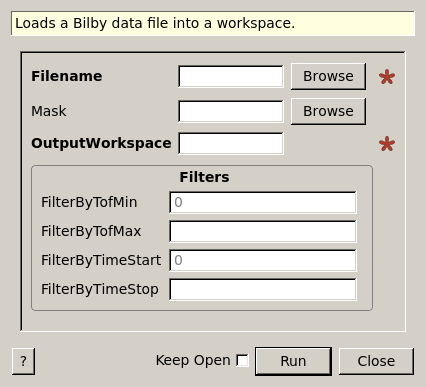 Loads a Bilby data file into a workspace.
Filename Browse *
Mask Browse
OutputWorkspace *
Filters
FilterByTofMin 0
FilterByTofMax
FilterByTimeStart 0
FilterByTimeStop
? Keep Open Run Close